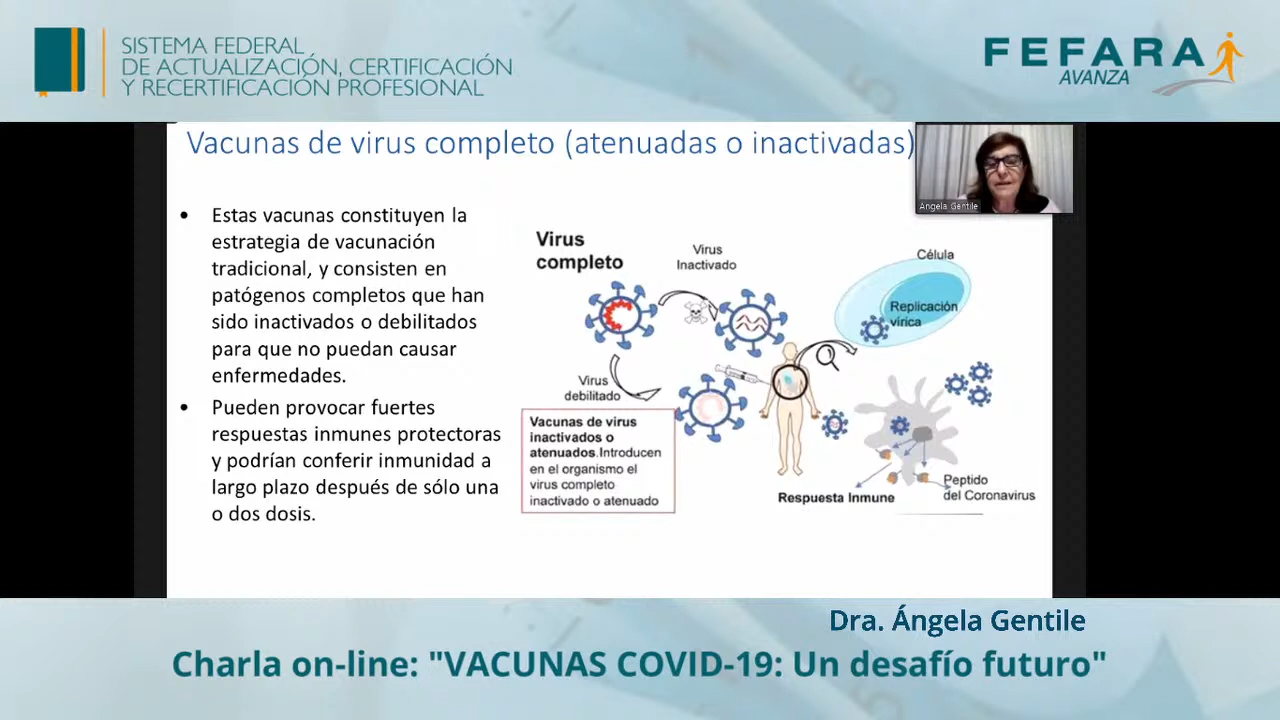 SISTEMA FEDERAL
DE ACTUALIZACIÓN, CERTIFICACIÓN
Y RECERTIFICACIÓN PROFESIONAL
FEFARA
AVANZA
Vacunas de virus completo (atenuadas o inactivadas)
Angela Gentile
• Estas vacunas constituyen la
estrategia de vacunación
tradicional, y consisten en
patógenos completos que han
sido inactivados o debilitados
para que no puedan causar
enfermedades.
• Pueden provocar fuertes
respuestas inmunes protectoras
y podrían conferir inmunidad a
largo plazo después de sólo una
o dos dosis.
Virus
completo
Virus
Inactivado
Célula
Replicación
vírica
Virus
debilitado
Vacunas de virus
inactivados o
atenuados.Introducen
en el organismo el
virus completo
inactivado o atenuado
Respuesta Inmune
Peptido
del Coronavirus
Dra. Ángela Gentile
Charla on-line: "VACUNAS COVID-19: Un desafío futuro"